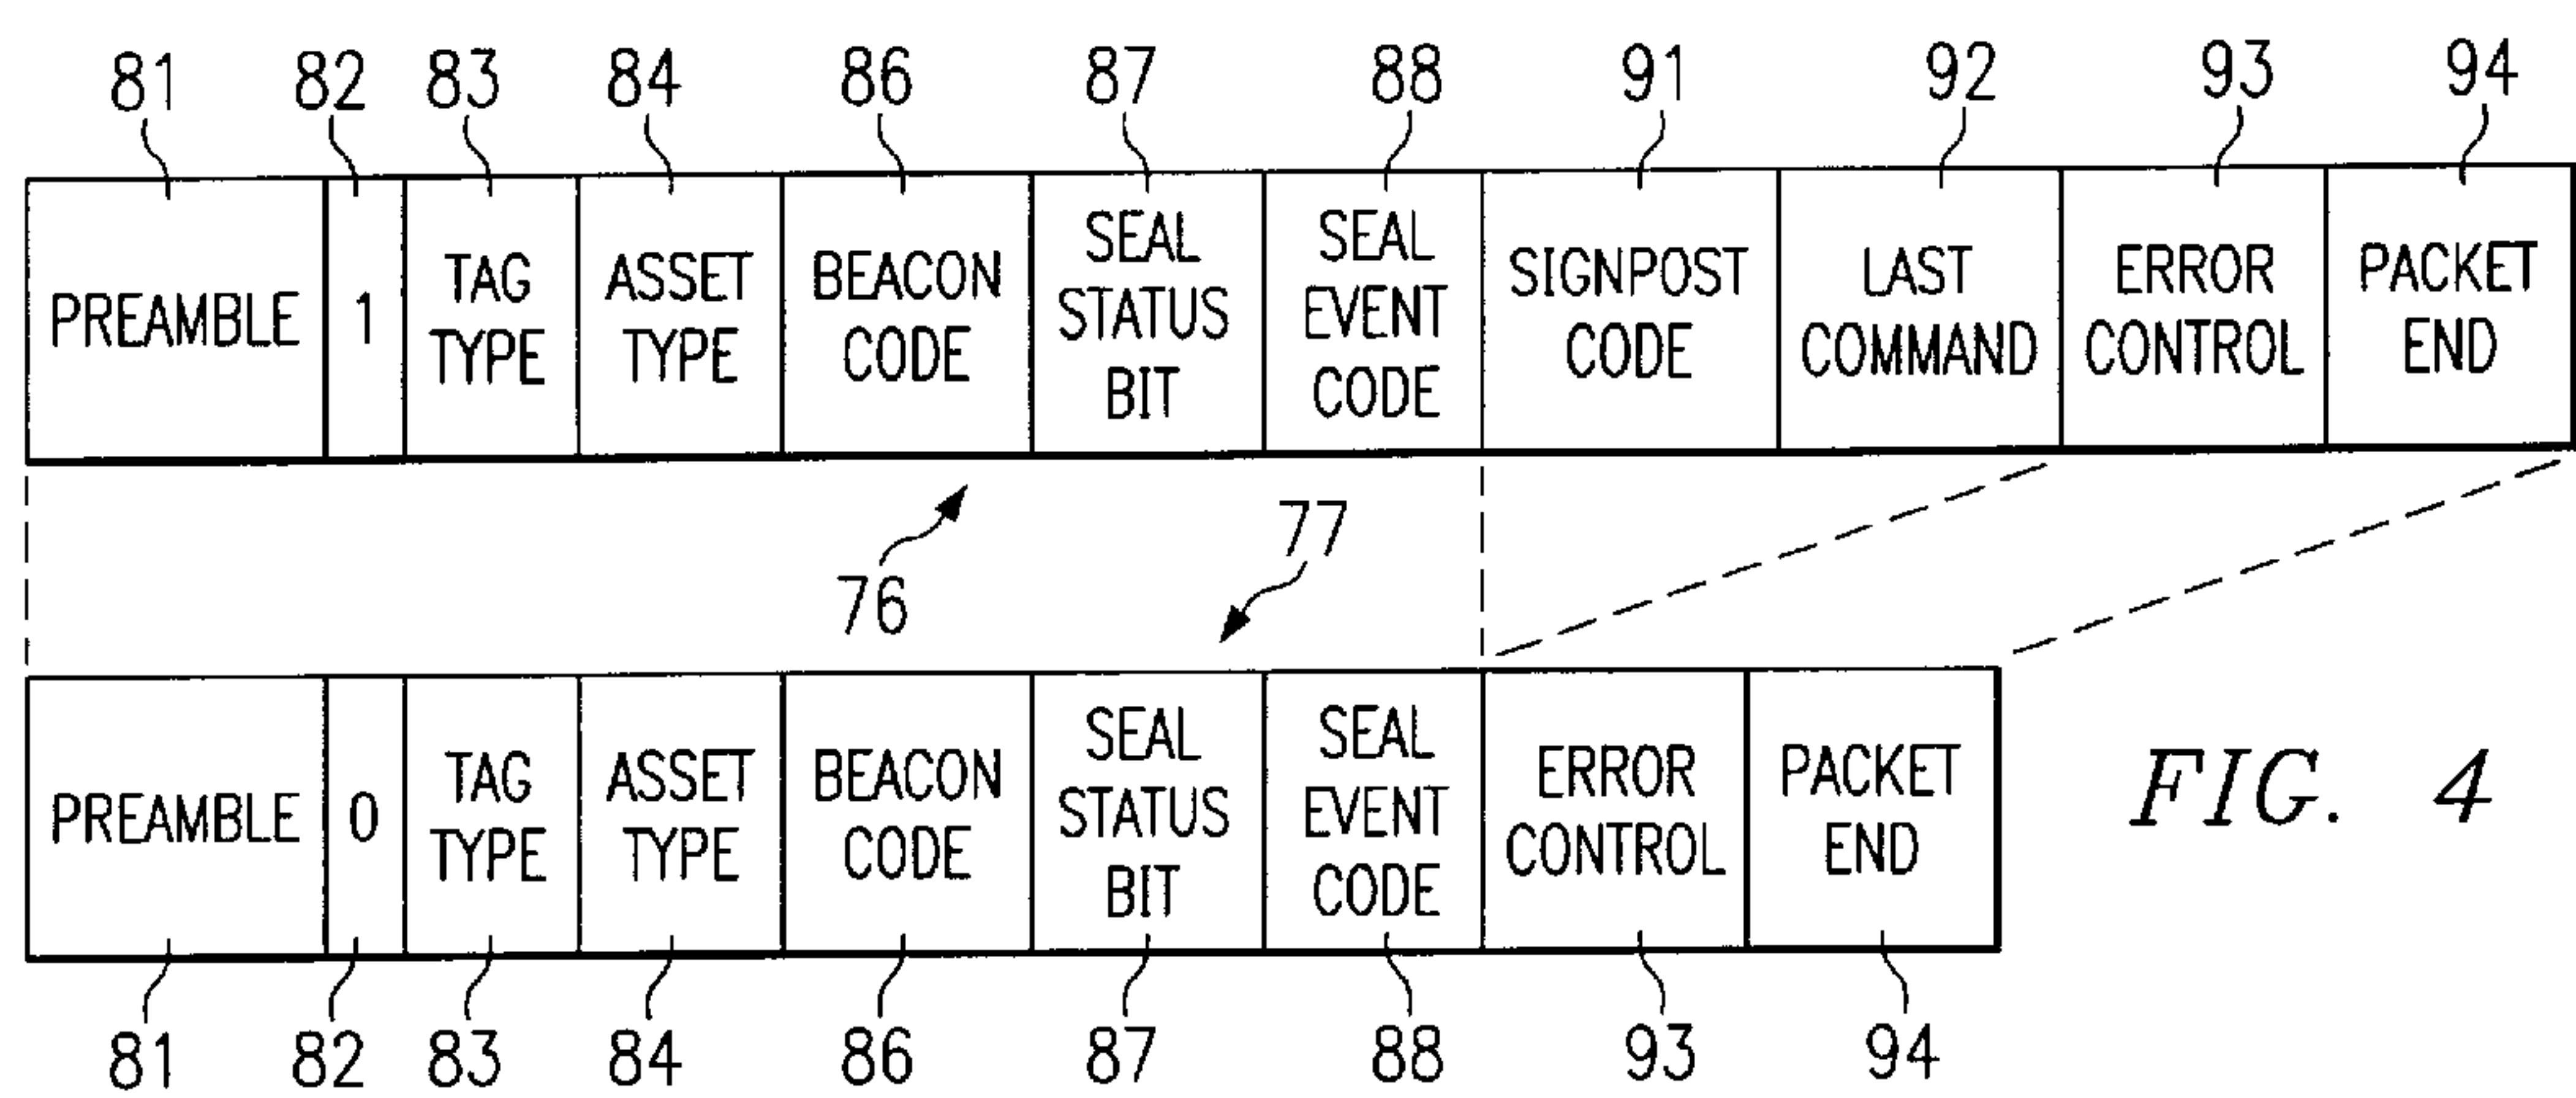 81 82 83 84 86 87 88 91 92 93 94
PREAMBLE 1 TAG TYPE ASSET TYPE BEACON CODE SEAL STATUS BIT SEAL EVENT CODE SIGNPOST CODE LAST COMMAND ERROR CONTROL PACKET END
76 77
PREAMBLE 0 TAG TYPE ASSET TYPE BEACON CODE SEAL STATUS BIT SEAL EVENT CODE ERROR CONTROL PACKET END
FIG. 4
81 82 83 84 86 87 88 93 94